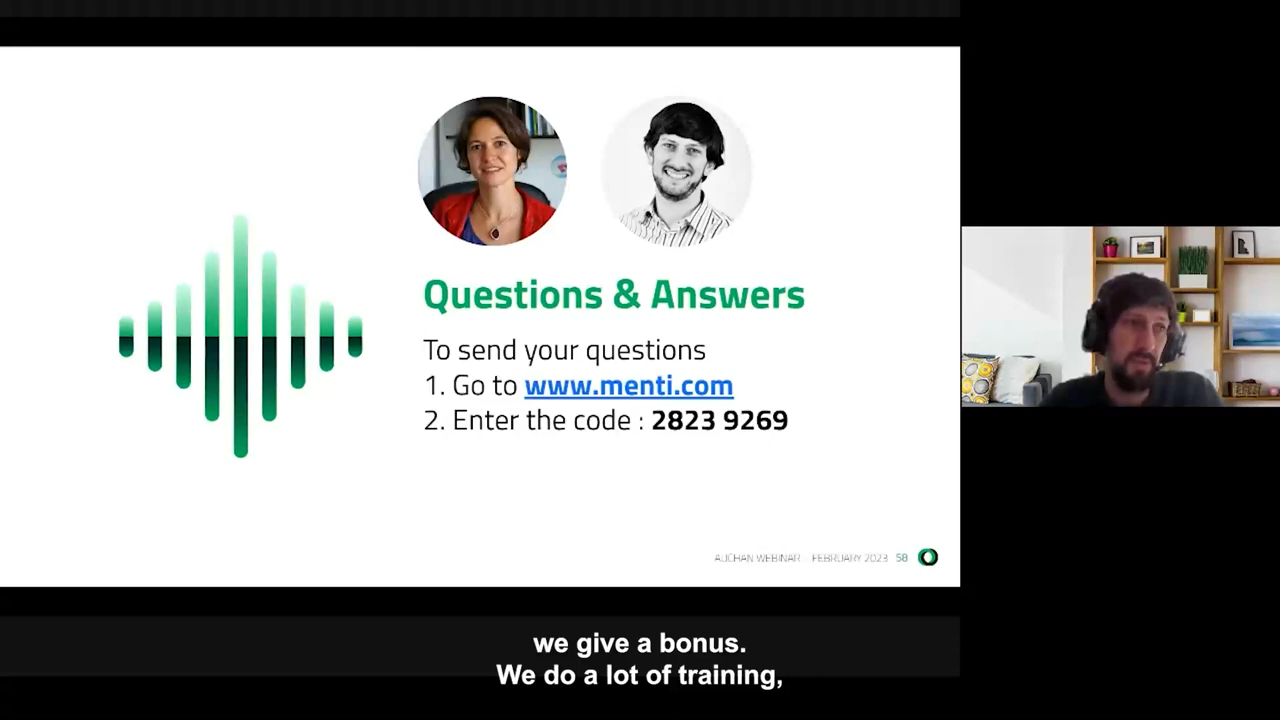 Questions & Answers
To send your questions
1. Go to www.menti.com
2. Enter the code : 2823 9269
AUCHAN WEBINAR - FEBRUARY 2023 58
we give a bonus.
We do a lot of training,